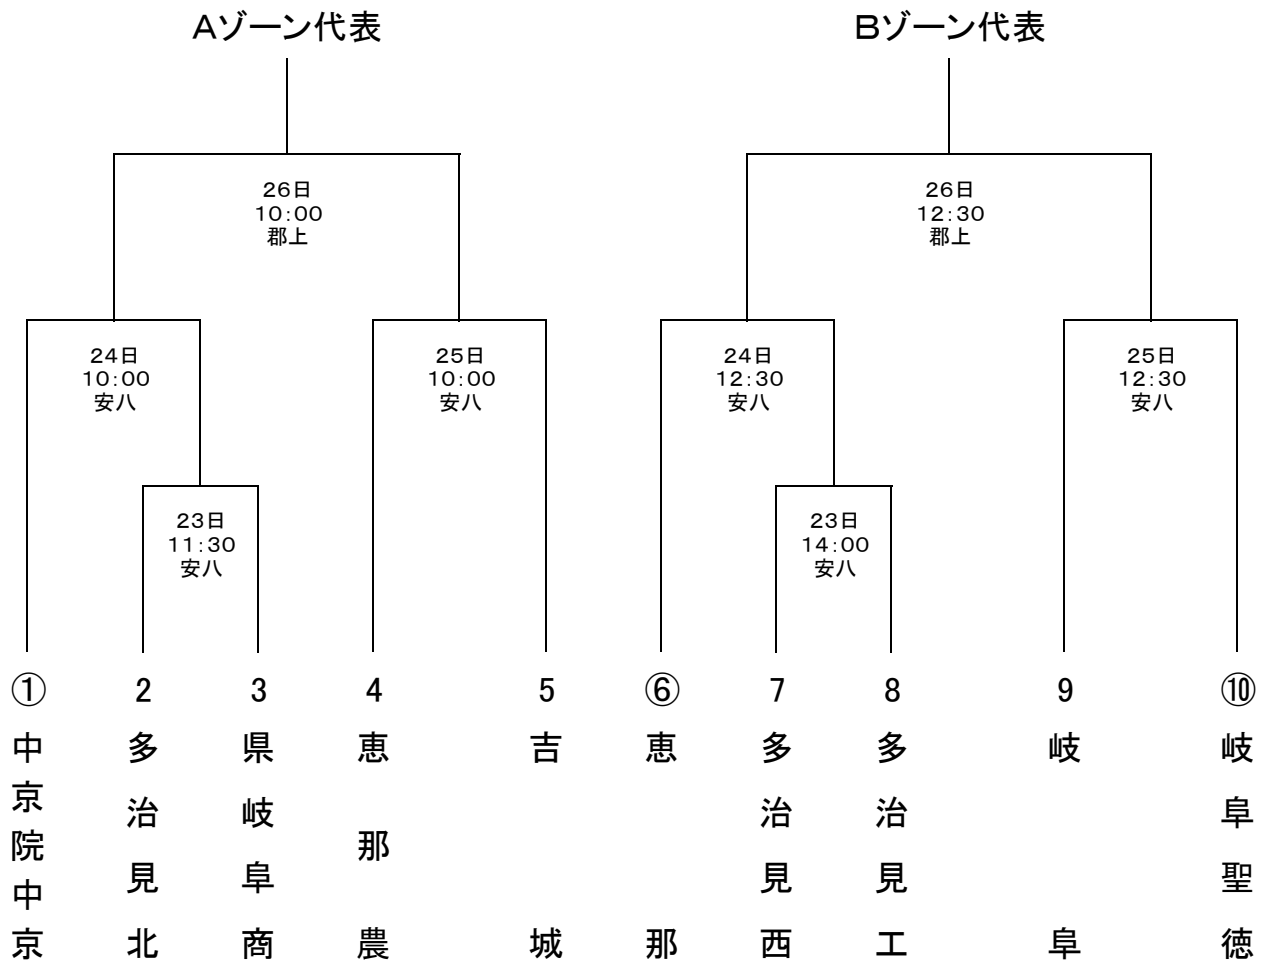 Aゾーン代表
Bゾーン代表
26日
10:00
郡上
26日
12:30
郡上
24日
10:00
安八
25日
10:00
安八
24日
12:30
安八
25日
12:30
安八
23日
11:30
安八
23日
14:00
安八
①
2
3
4
5
⑥
7
8
9
⑩
中京院中京
多治見北
県岐阜商
恵那農
吉城
恵那
多治見西
多治見工
岐阜
岐阜聖徳